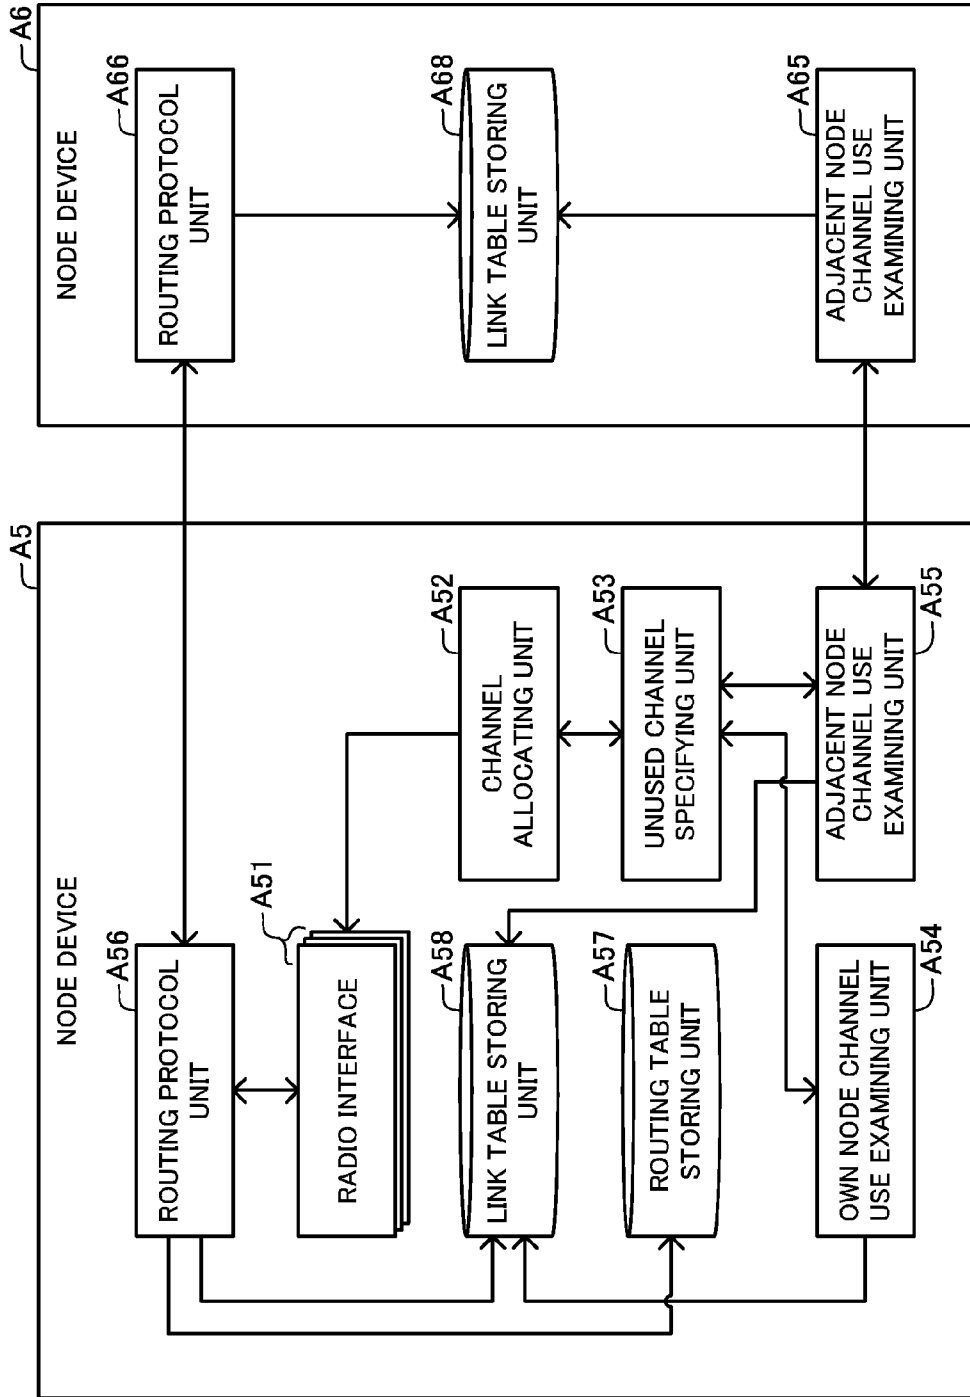 A5
NODE DEVICE
A56
ROUTING PROTOCOL
UNIT
A51
RADIO INTERFACE
A58
LINK TABLE STORING
UNIT
A57
ROUTING TABLE
STORING UNIT
A54
OWN NODE CHANNEL
USE EXAMINING UNIT
A52
CHANNEL
ALLOCATING UNIT
A53
UNUSED CHANNEL
SPECIFYING UNIT
A55
ADJACENT NODE
CHANNEL USE
EXAMINING UNIT
A6
NODE DEVICE
A66
ROUTING PROTOCOL
UNIT
A68
LINK TABLE STORING
UNIT
A65
ADJACENT NODE
CHANNEL USE
EXAMINING UNIT